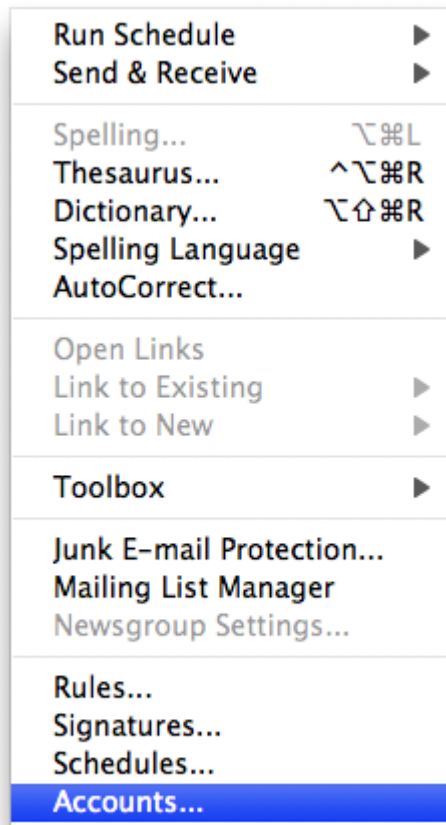 Run Schedule ▶
Send & Receive ▶
Spelling... ⌥⌘L
Thesaurus... ^⌥⌘R
Dictionary... ⌥⇧⌘R
Spelling Language ▶
AutoCorrect...
Open Links
Link to Existing ▶
Link to New ▶
Toolbox ▶
Junk E-mail Protection...
Mailing List Manager
Newsgroup Settings...
Rules...
Signatures...
Schedules...
Accounts...